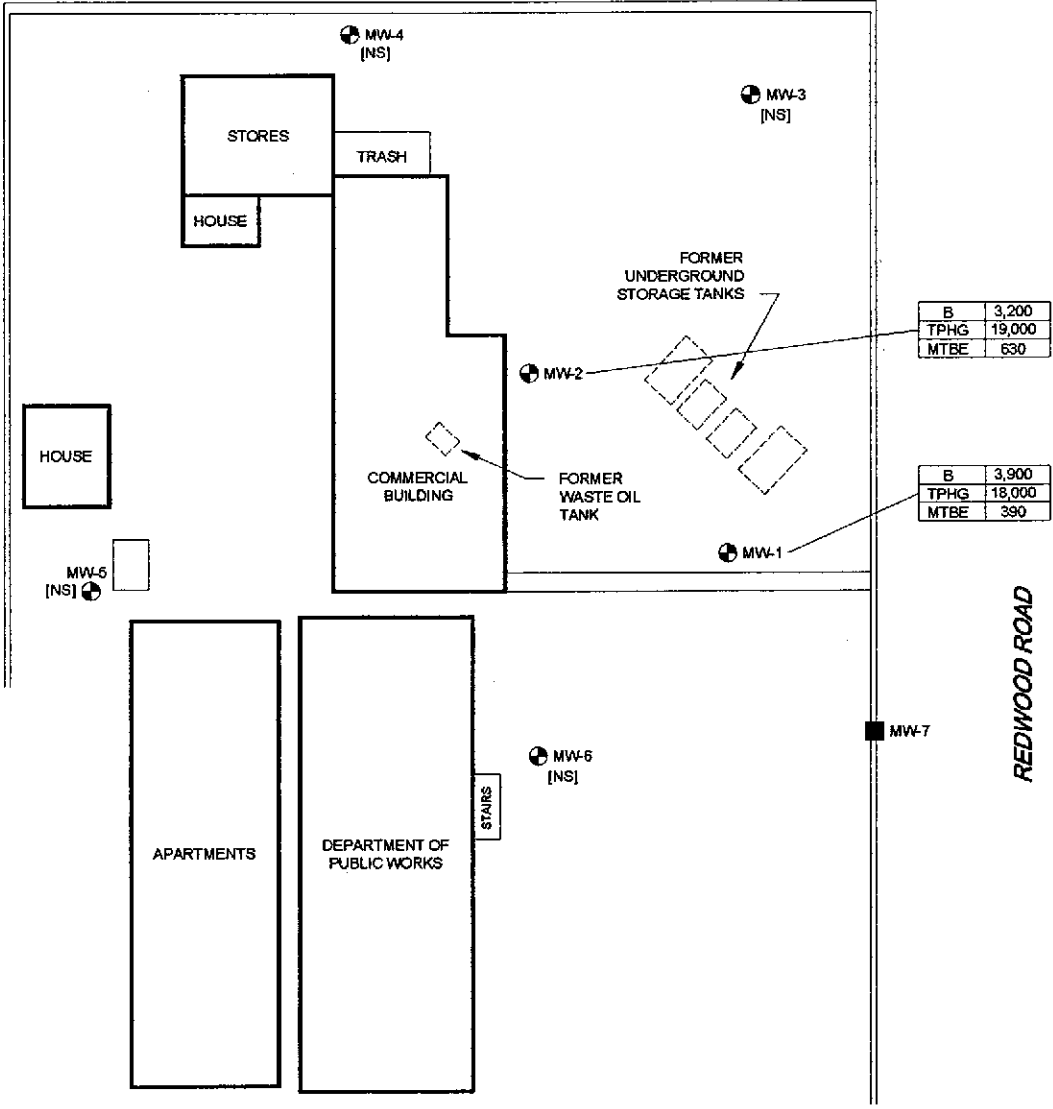 MW-4
[NS]
MW-3
[NS]
STORES
TRASH
HOUSE
FORMER
UNDERGROUND
STORAGE TANKS
B 3,200
TPHG 19,000
MTBE 630
MW-2
HOUSE
COMMERCIAL
BUILDING
FORMER
WASTE OIL
TANK
B 3,900
TPHG 18,000
MTBE 390
MW-1
MW-5
[NS]
REDWOOD ROAD
MW-7
MW-6
[NS]
STAIRS
APARTMENTS
DEPARTMENT OF
PUBLIC WORKS